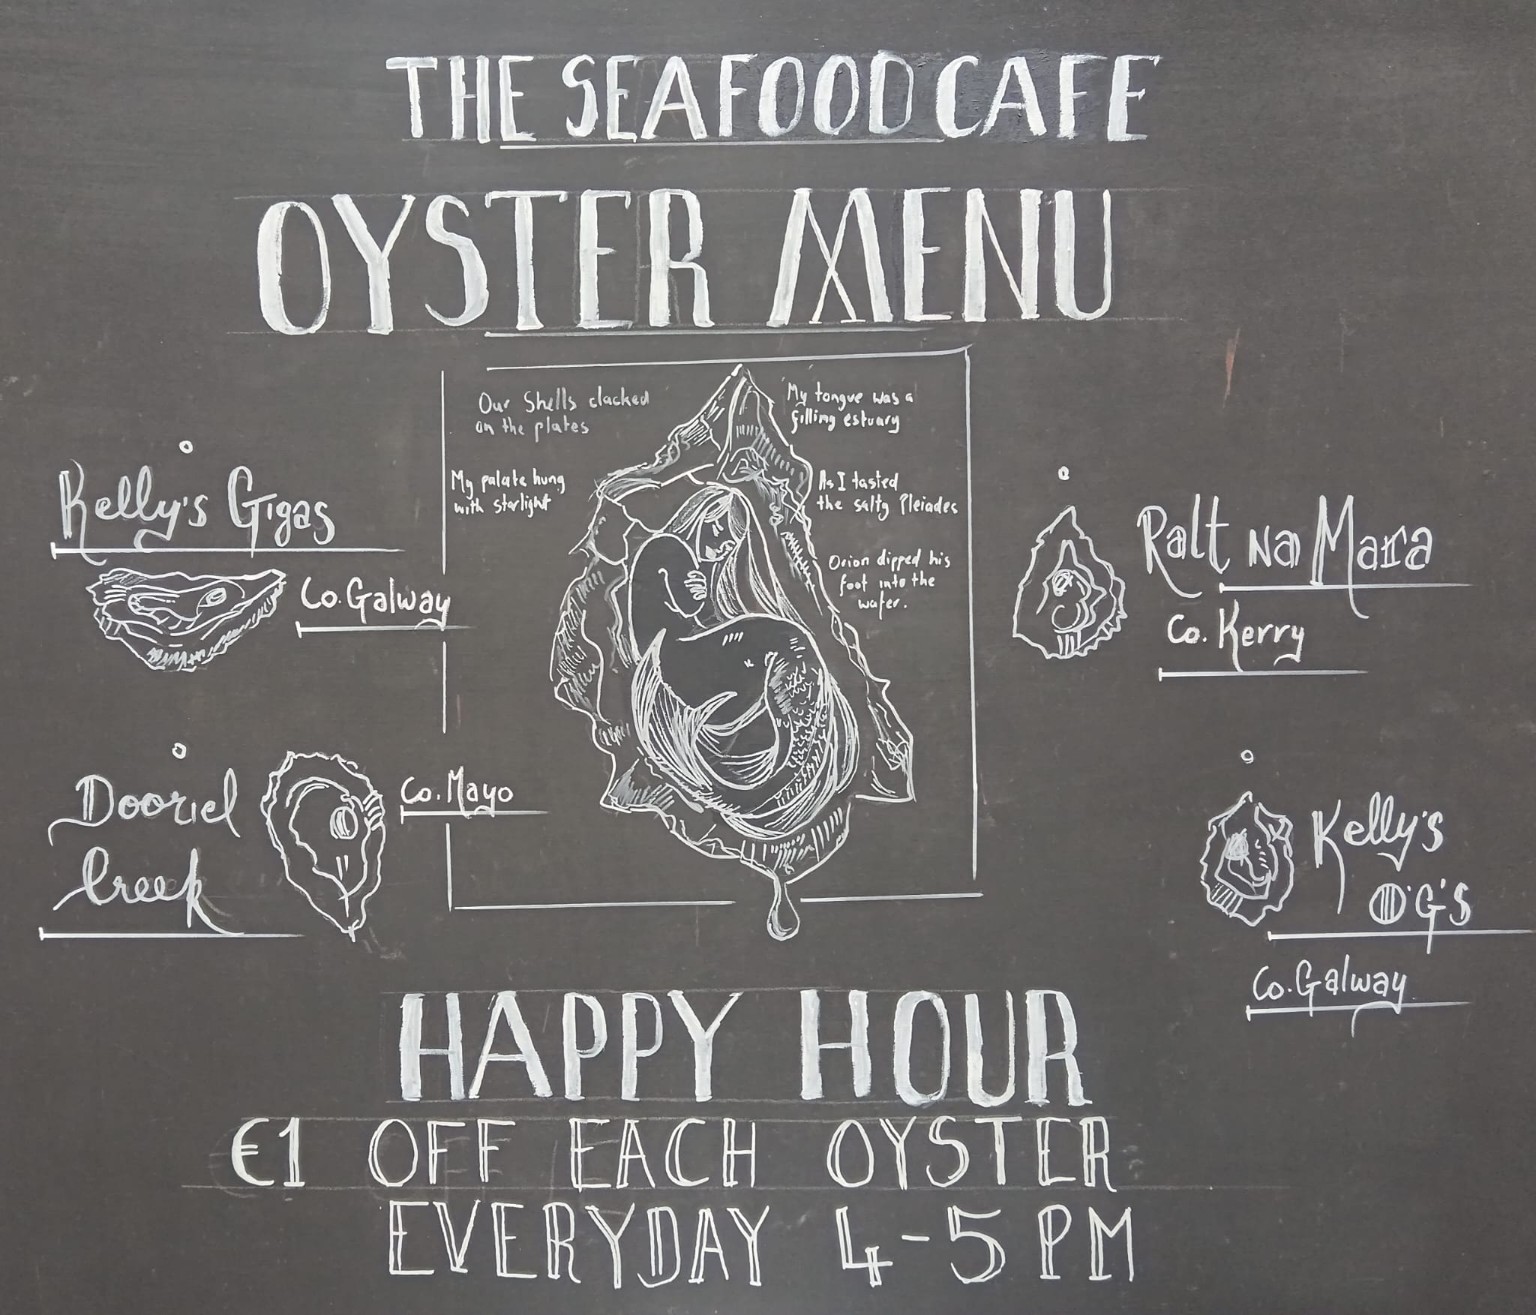 THE SEAFOOD CAFE
OYSTER MENU
Our Shells clacked
on the plates
My palate hung
with starlight
My tongue was a
filling estuary
As I tasted
the salty Pleiades
Orion dipped his
foot into the
water.
Kelly's Gigas
Co. Galway
Dooriel
Creek
Co. Mayo
Ralt na Mara
Co. Kerry
Kelly's
OG'S
Co. Galway
HAPPY HOUR
€1 OFF EACH OYSTER
EVERYDAY 4-5 PM